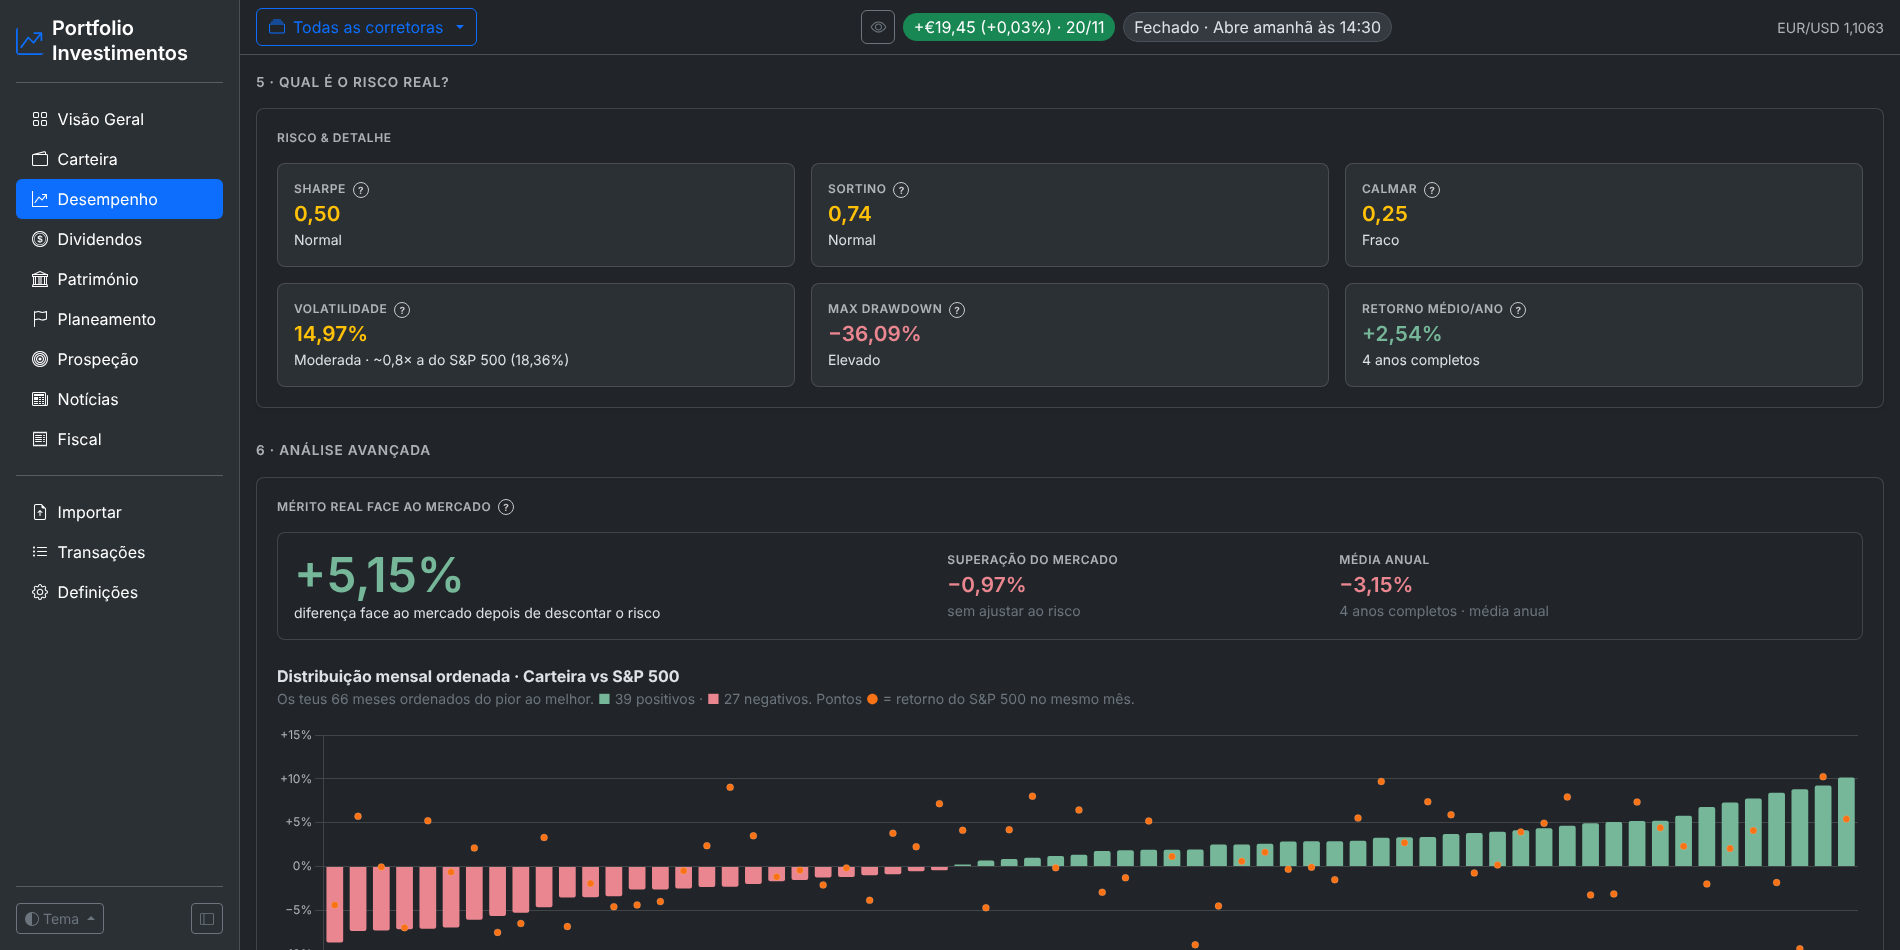 Portfolio
Investimentos
Visão Geral
Carteira
Desempenho
Dividendos
Património
Planeamento
Prospeção
Notícias
Fiscal
Importar
Transações
Definições
Tema
Todas as corretoras
+€19,45 (+0,03%) · 20/11
Fechado · Abre amanhã às 14:30
EUR/USD 1,1063
5 · QUAL É O RISCO REAL?
RISCO & DETALHE
SHARPE ?
0,50
Normal
SORTINO ?
0,74
Normal
CALMAR ?
0,25
Fraco
VOLATILIDADE ?
14,97%
Moderada · ~0,8× a do S&P 500 (18,36%)
MAX DRAWDOWN ?
−36,09%
Elevado
RETORNO MÉDIO/ANO ?
+2,54%
4 anos completos
6 · ANÁLISE AVANÇADA
MÉRITO REAL FACE AO MERCADO ?
+5,15%
diferença face ao mercado depois de descontar o risco
SUPERAÇÃO DO MERCADO
−0,97%
sem ajustar ao risco
MÉDIA ANUAL
−3,15%
4 anos completos · média anual
Distribuição mensal ordenada · Carteira vs S&P 500
Os teus 66 meses ordenados do pior ao melhor. 39 positivos · 27 negativos. Pontos = retorno do S&P 500 no mesmo mês.
+15%
+10%
+5%
0%
−5%